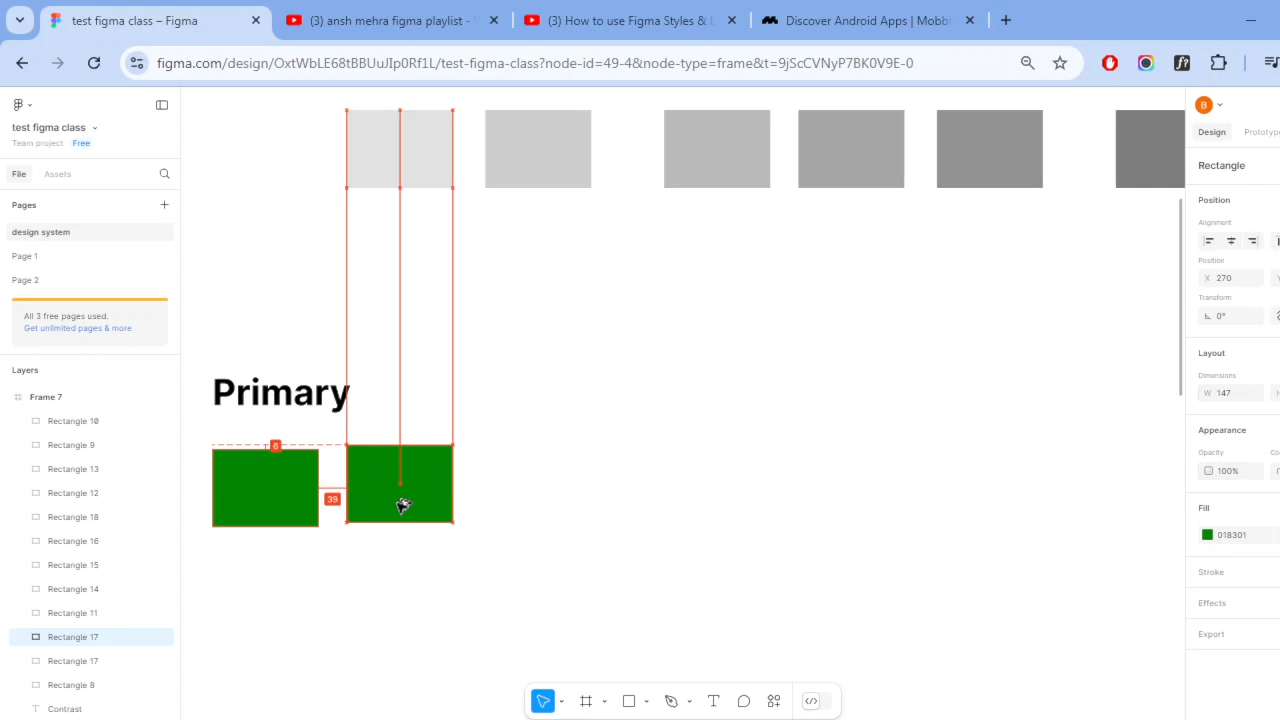 test figma class – Figma
(3) ansh mehra figma playlist -
(3) How to use Figma Styles &
Discover Android Apps | Mobbi
figma.com/design/OxtWbLE68tBBUuJIp0Rf1L/test-figma-class?node-id=49-4&node-type=frame&t=9jScCVNyP7BK0V9E-0
test figma class
Team project Free
File Assets
Pages
design system
Page 1
Page 2
All 3 free pages used.
Get unlimited pages & more
Layers
Frame 7
Rectangle 10
Rectangle 9
Rectangle 13
Rectangle 12
Rectangle 18
Rectangle 16
Rectangle 15
Rectangle 14
Rectangle 11
Rectangle 17
Rectangle 17
Rectangle 8
Contrast
Primary
6
39
B
Design Prototype
Rectangle
Position
Alignment
Position
X 270
Transform
0°
Layout
Dimensions
W 147
Appearance
Opacity
100%
Fill
018301
Stroke
Effects
Export